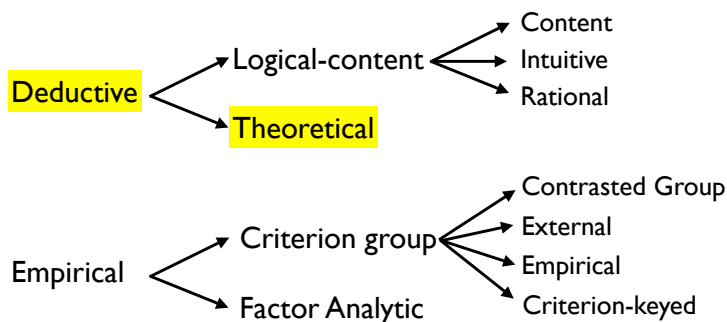 Deductive
Logical-content
Content
Intuitive
Rational
Theoretical
Empirical
Criterion group
Contrasted Group
External
Empirical
Criterion-keyed
Factor Analytic